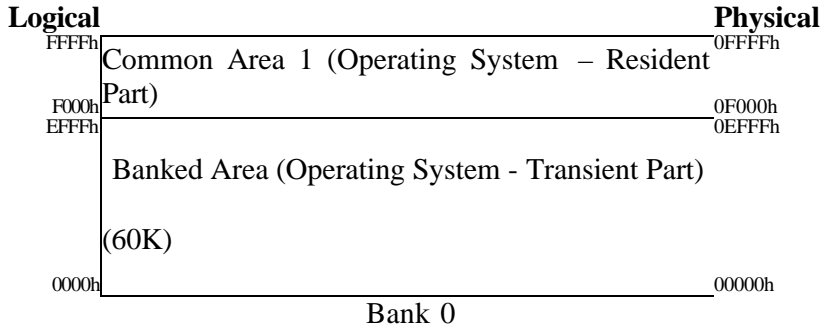 Logical Physical
FFFFh 0FFFFh
Common Area 1 (Operating System – Resident
Part)
F000h 0F000h
EFFFh 0EFFFh
Banked Area (Operating System - Transient Part)
(60K)
0000h 00000h
Bank 0